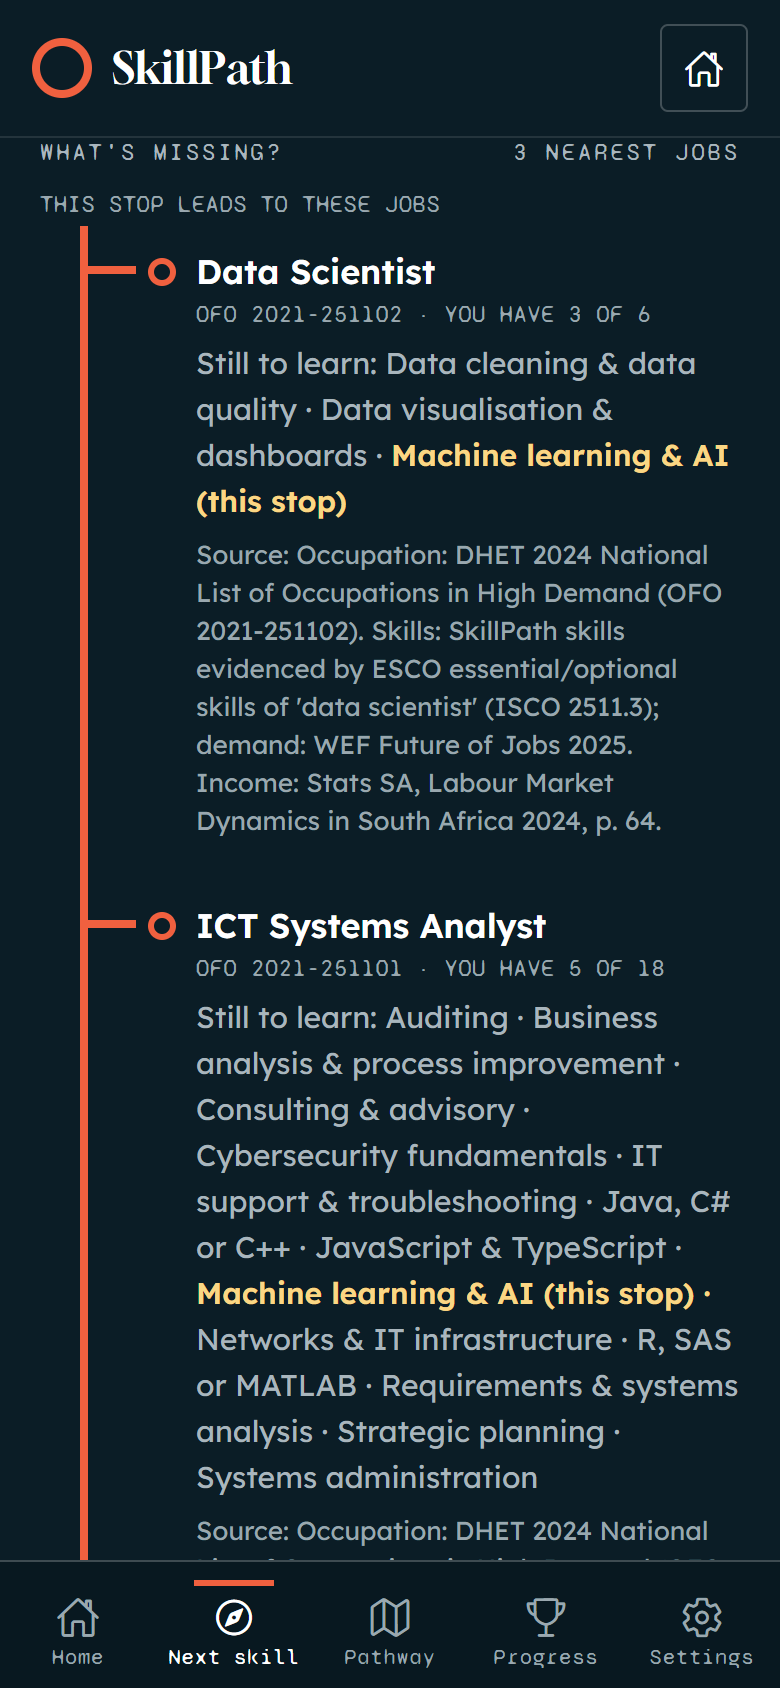 SkillPath
WHAT'S MISSING?
3 NEAREST JOBS
THIS STOP LEADS TO THESE JOBS
Data Scientist
OFO 2021-251102 · YOU HAVE 3 OF 6
Still to learn: Data cleaning & data
quality · Data visualisation &
dashboards · Machine learning & AI
(this stop)
Source: Occupation: DHET 2024 National
List of Occupations in High Demand (OFO
2021-251102). Skills: SkillPath skills
evidenced by ESCO essential/optional
skills of 'data scientist' (ISCO 2511.3);
demand: WEF Future of Jobs 2025.
Income: Stats SA, Labour Market
Dynamics in South Africa 2024, p. 64.
ICT Systems Analyst
OFO 2021-251101 · YOU HAVE 5 OF 18
Still to learn: Auditing · Business
analysis & process improvement ·
Consulting & advisory ·
Cybersecurity fundamentals · IT
support & troubleshooting · Java, C#
or C++ · JavaScript & TypeScript ·
Machine learning & AI (this stop) ·
Networks & IT infrastructure · R, SAS
or MATLAB · Requirements & systems
analysis · Strategic planning ·
Systems administration
Source: Occupation: DHET 2024 National
Home
Next skill
Pathway
Progress
Settings